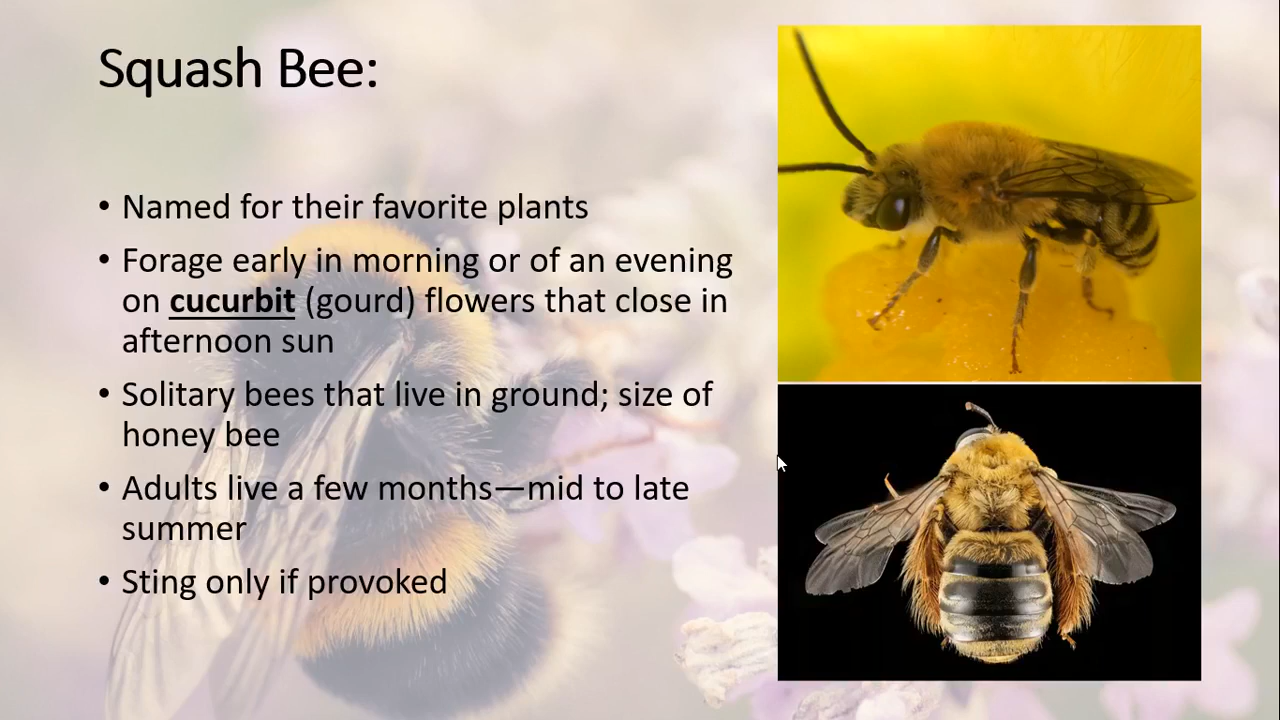 Squash Bee:
• Named for their favorite plants
• Forage early in morning or of an evening
on cucurbit (gourd) flowers that close in
afternoon sun
• Solitary bees that live in ground; size of
honey bee
• Adults live a few months—mid to late
summer
• Sting only if provoked